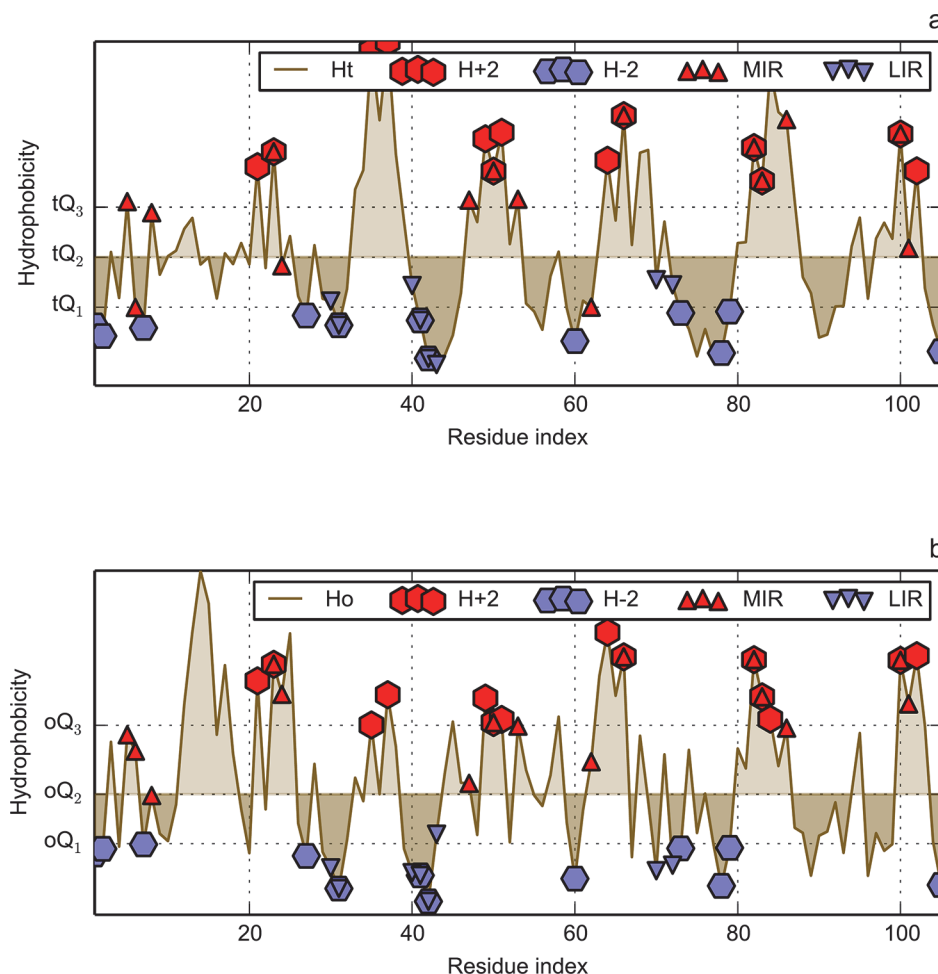 a
Ht H+2 H-2 MIR LIR
Hydrophobicity
tQ3
tQ2
tQ1
20 40 60 80 100
Residue index
b
Ho H+2 H-2 MIR LIR
Hydrophobicity
oQ3
oQ2
oQ1
20 40 60 80 100
Residue index